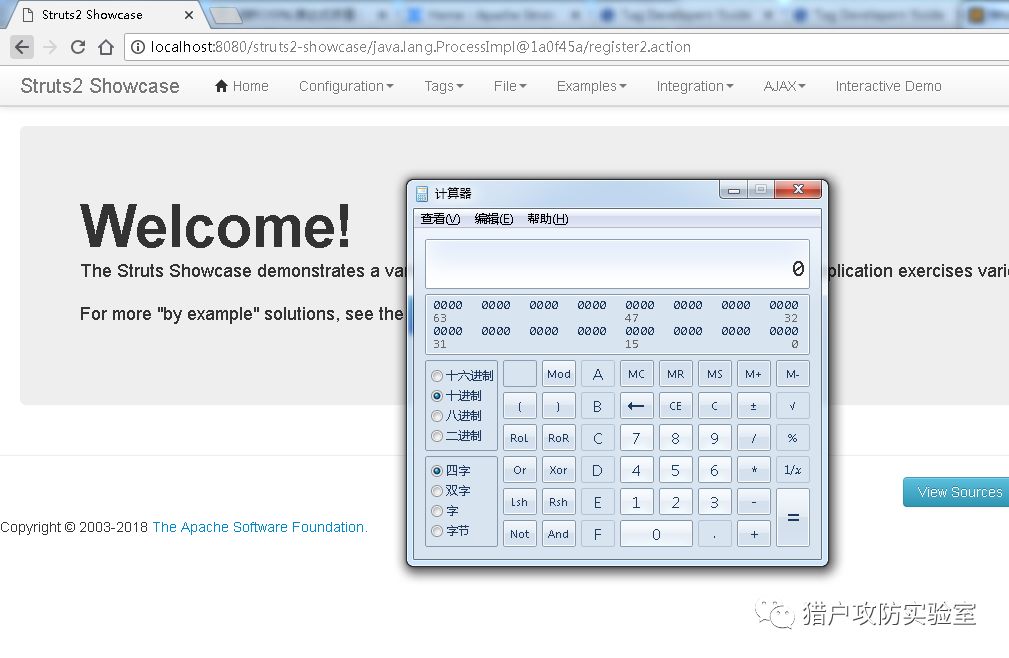 Struts2 Showcase
localhost:8080/struts2-showcase/java.lang.ProcessImpl@1a0f45a/register2.action
Struts2 Showcase Home Configuration Tags File Examples Integration AJAX Interactive Demo
Welcome!
The Struts Showcase demonstrates a var
plication exercises vari
For more "by example" solutions, see the
计算器
查看(V) 编辑(E) 帮助(H)
0
0000 0000 0000 0000 0000 0000 0000 0000
63 47 32
0000 0000 0000 0000 0000 0000 0000 0000
31 15 0
十六进制
十进制
八进制
二进制
四字
双字
字
字节
Mod A MC MR MS M+ M-
( ) B ← CE C ± √
RoL RoR C 7 8 9 / %
Or Xor D 4 5 6 * 1/x
Lsh Rsh E 1 2 3 - =
Not And F 0 . +
View Sources
Copyright © 2003-2018 The Apache Software Foundation.
猎户攻防实验室